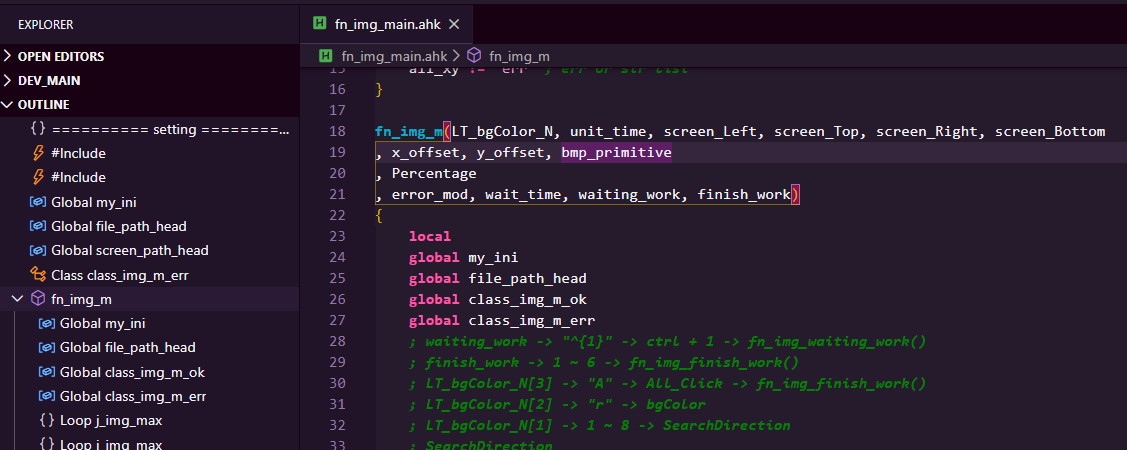 EXPLORER
OPEN EDITORS
DEV_MAIN
OUTLINE
{} ========== setting ========...
#Include
#Include
Global my_ini
Global file_path_head
Global screen_path_head
Class class_img_m_err
fn_img_m
Global my_ini
Global file_path_head
Global class_img_m_ok
Global class_img_m_err
{} Loop j_img_max
{} Loop j_img_max
H fn_img_main.ahk ×
H fn_img_main.ahk > fn_img_m
15 all_xy := "err" ; err or str list
16 }
17
18 fn_img_m(LT_bgColor_N, unit_time, screen_Left, screen_Top, screen_Right, screen_Bottom
19 , x_offset, y_offset, bmp_primitive
20 , Percentage
21 , error_mod, wait_time, waiting_work, finish_work)
22 {
23 local
24 global my_ini
25 global file_path_head
26 global class_img_m_ok
27 global class_img_m_err
28 ; waiting_work -> "^{1}" -> ctrl + 1 -> fn_img_waiting_work()
29 ; finish_work -> 1 ~ 6 -> fn_img_finish_work()
30 ; LT_bgColor_N[3] -> "A" -> All_Click -> fn_img_finish_work()
31 ; LT_bgColor_N[2] -> "r" -> bgColor
32 ; LT_bgColor_N[1] -> 1 ~ 8 -> SearchDirection
33 ; SearchDirection